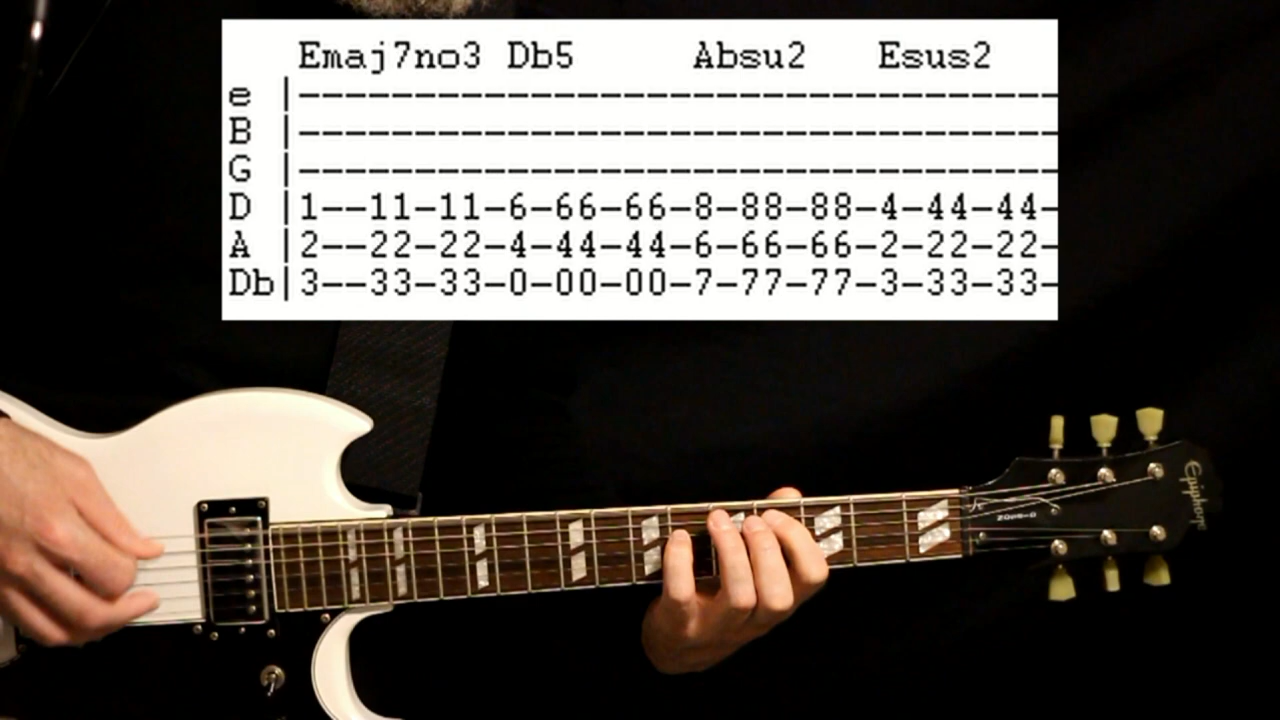 Emaj7no3 Db5 Absu2 Esus2
e |---------------------------------
B |---------------------------------
G |---------------------------------
D |1--11-11-6-66-66-8-88-88-4-44-44-
A |2--22-22-4-44-44-6-66-66-2-22-22-
Db|3--33-33-0-00-00-7-77-77-3-33-33-
Epiphone